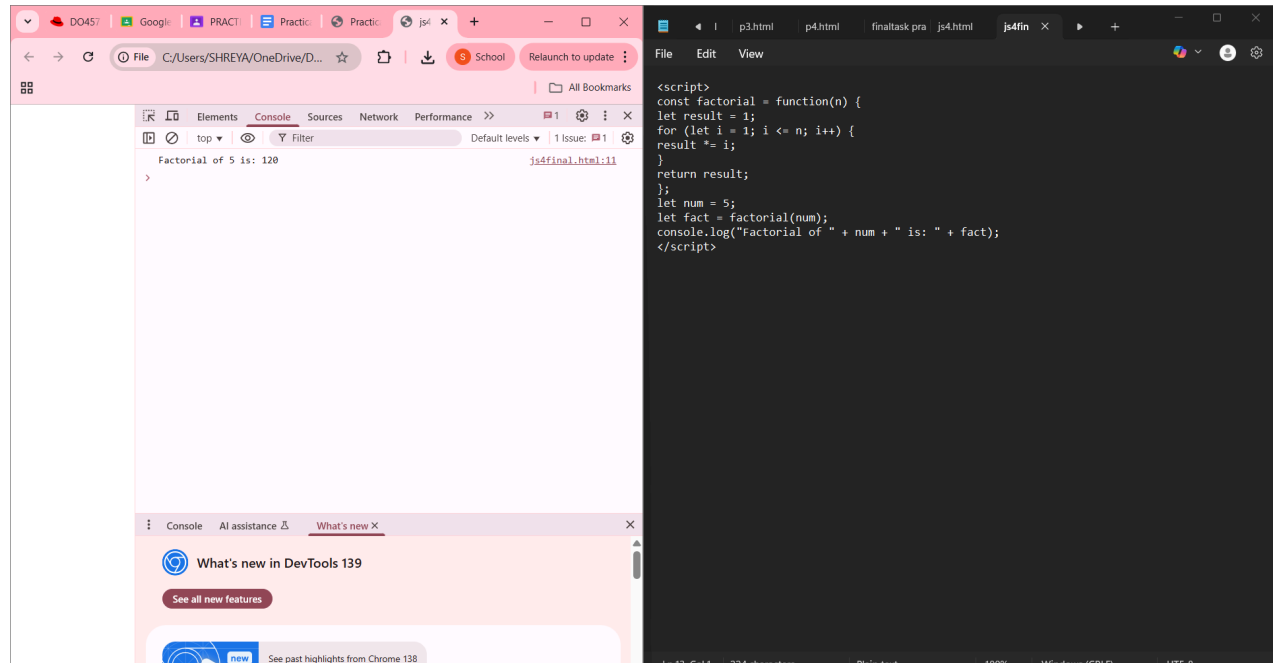 DO457
Google
PRACTI
Practic
Practic
js4
File
C:/Users/SHREYA/OneDrive/D...
S
School
Relaunch to update
All Bookmarks
Elements Console Sources Network Performance
1
top
Filter
Default levels
1 Issue:
1
Factorial of 5 is: 120
js4final.html:11
Console
AI assistance
What's new
What's new in DevTools 139
See all new features
new
See past highlights from Chrome 138
p3.html
p4.html
finaltask pra
js4.html
js4fin
File Edit View
<script>
const factorial = function(n) {
let result = 1;
for (let i = 1; i <= n; i++) {
result *= i;
}
return result;
};
let num = 5;
let fact = factorial(num);
console.log("Factorial of " + num + " is: " + fact);
</script>